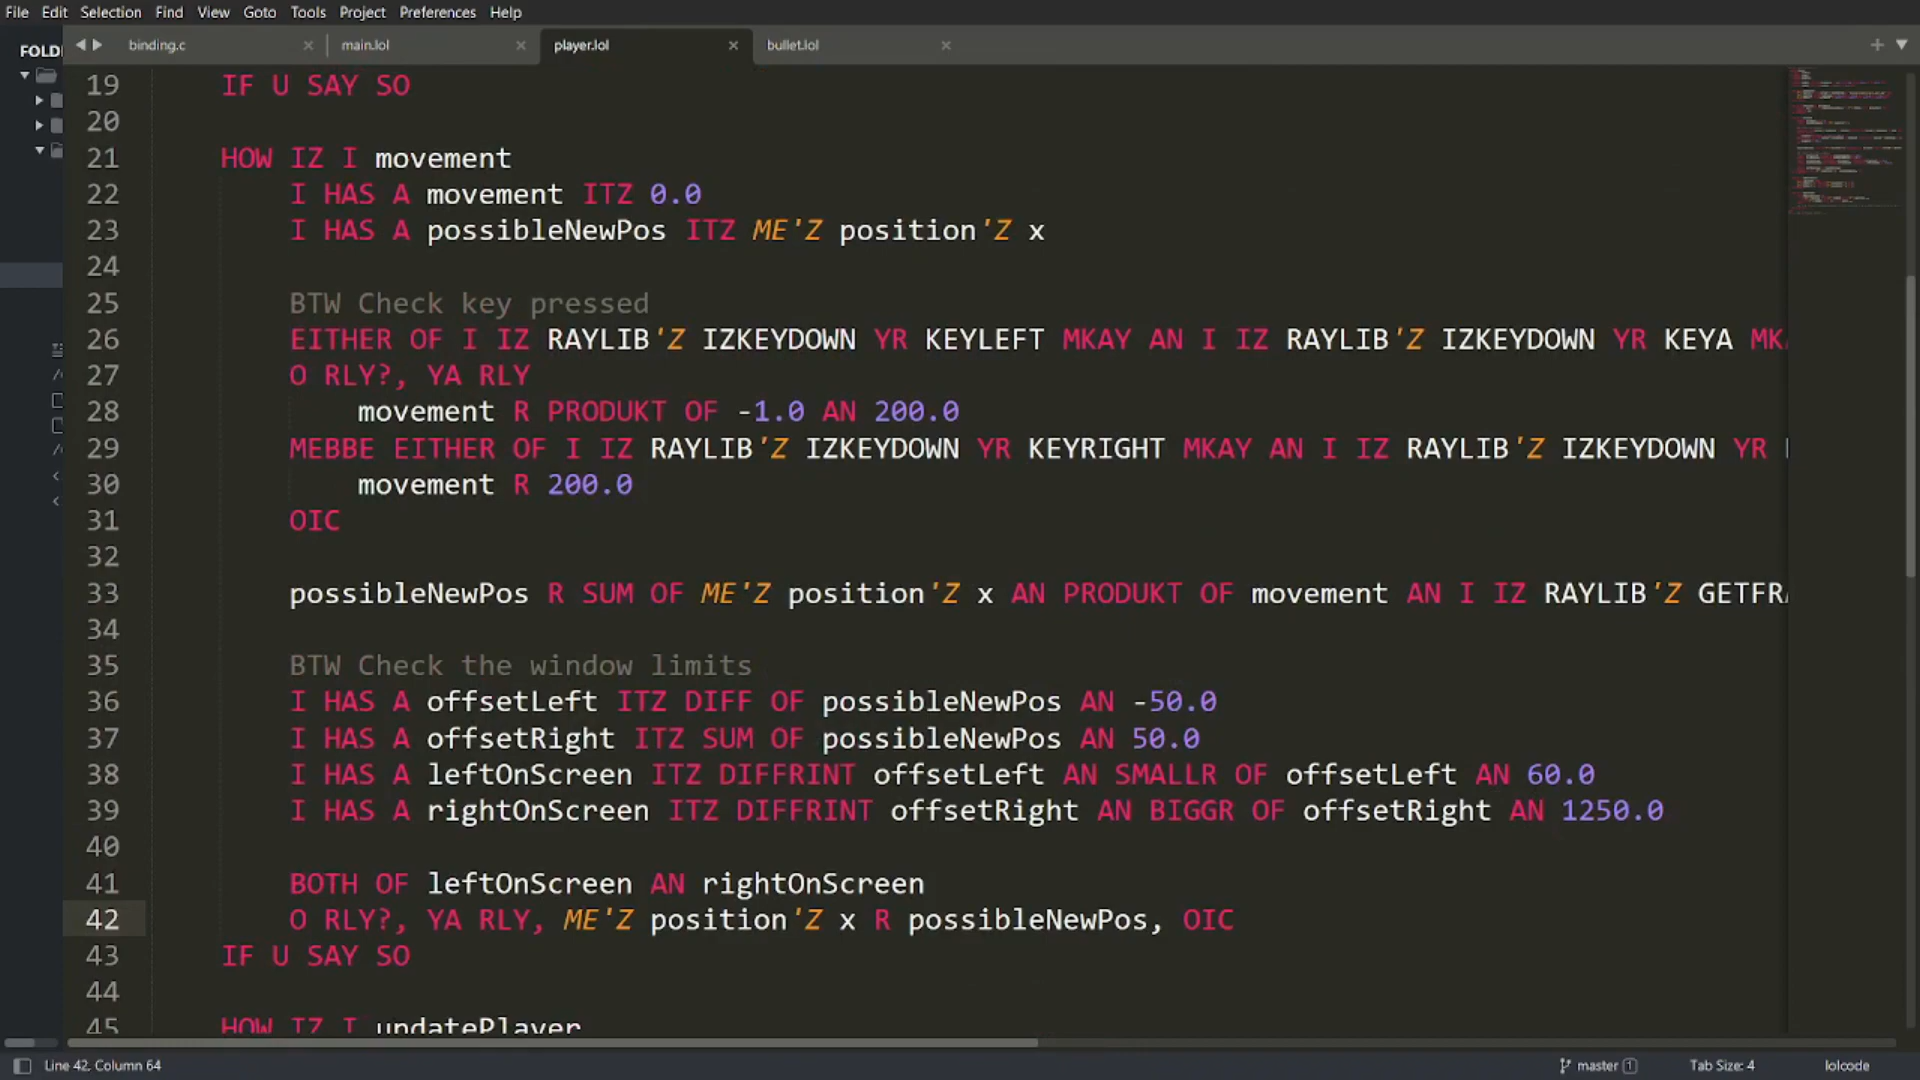 File Edit Selection Find View Goto Tools Project Preferences Help
binding.c main.lol player.lol bullet.lol
19 IF U SAY SO
20
21 HOW IZ I movement
22 I HAS A movement ITZ 0.0
23 I HAS A possibleNewPos ITZ ME'Z position'Z x
24
25 BTW Check key pressed
26 EITHER OF I IZ RAYLIB'Z IZKEYDOWN YR KEYLEFT MKAY AN I IZ RAYLIB'Z IZKEYDOWN YR KEYA MK
27 O RLY?, YA RLY
28 movement R PRODUKT OF -1.0 AN 200.0
29 MEBBE EITHER OF I IZ RAYLIB'Z IZKEYDOWN YR KEYRIGHT MKAY AN I IZ RAYLIB'Z IZKEYDOWN YR
30 movement R 200.0
31 OIC
32
33 possibleNewPos R SUM OF ME'Z position'Z x AN PRODUKT OF movement AN I IZ RAYLIB'Z GETFRA
34
35 BTW Check the window limits
36 I HAS A offsetLeft ITZ DIFF OF possibleNewPos AN -50.0
37 I HAS A offsetRight ITZ SUM OF possibleNewPos AN 50.0
38 I HAS A leftOnScreen ITZ DIFFRINT offsetLeft AN SMALLR OF offsetLeft AN 60.0
39 I HAS A rightOnScreen ITZ DIFFRINT offsetRight AN BIGGR OF offsetRight AN 1250.0
40
41 BOTH OF leftOnScreen AN rightOnScreen
42 O RLY?, YA RLY, ME'Z position'Z x R possibleNewPos, OIC
43 IF U SAY SO
44
45 HOW IZ I updatePlayer
FOLD
Line 42, Column 64 master 1 Tab Size: 4 lolcode